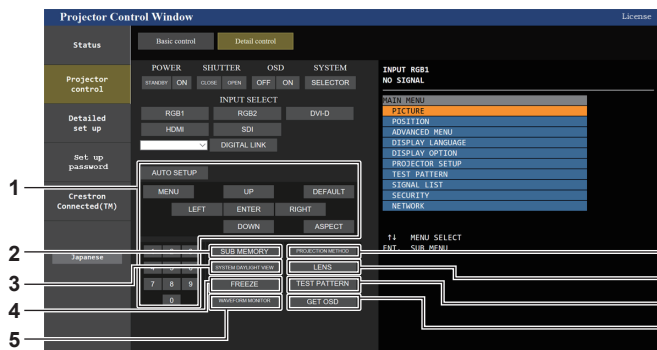 Projector Control Window
License
Status
Projector control
Detailed set up
Set up password
Crestron Connected(TM)
Japanese
Basic control
Detail control
POWER SHUTTER OSD SYSTEM
STANDBY ON CLOSE OPEN OFF ON SELECTOR
INPUT SELECT
RGB1 RGB2 DVI-D
HDMI SDI
DIGITAL LINK
AUTO SETUP
MENU UP DEFAULT
LEFT ENTER RIGHT
DOWN ASPECT
SUB MEMORY PROJECTION METHOD
SYSTEM DAYLIGHT VIEW LENS
7 8 9 FREEZE TEST PATTERN
0 WAVEFORM MONITOR GET OSD
INPUT RGB1
NO SIGNAL
MAIN MENU
PICTURE
POSITION
ADVANCED MENU
DISPLAY LANGUAGE
DISPLAY OPTION
PROJECTOR SETUP
TEST PATTERN
SIGNAL LIST
SECURITY
NETWORK
↑↓ MENU SELECT
ENT. SUB MENU
1
2
3
4
5